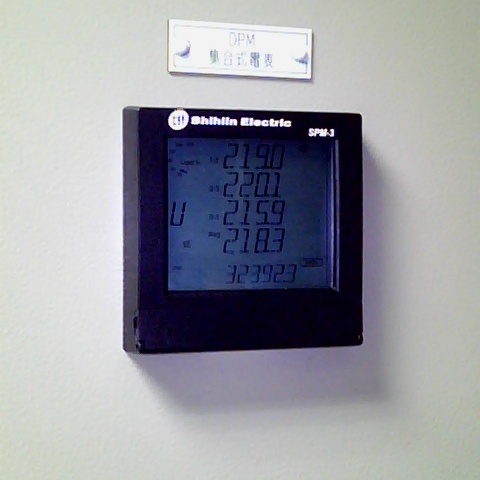 DPM
集合式電表
Shihlin Electric
SPM-3
219.0
220.1
U 215.9
218.3
323923